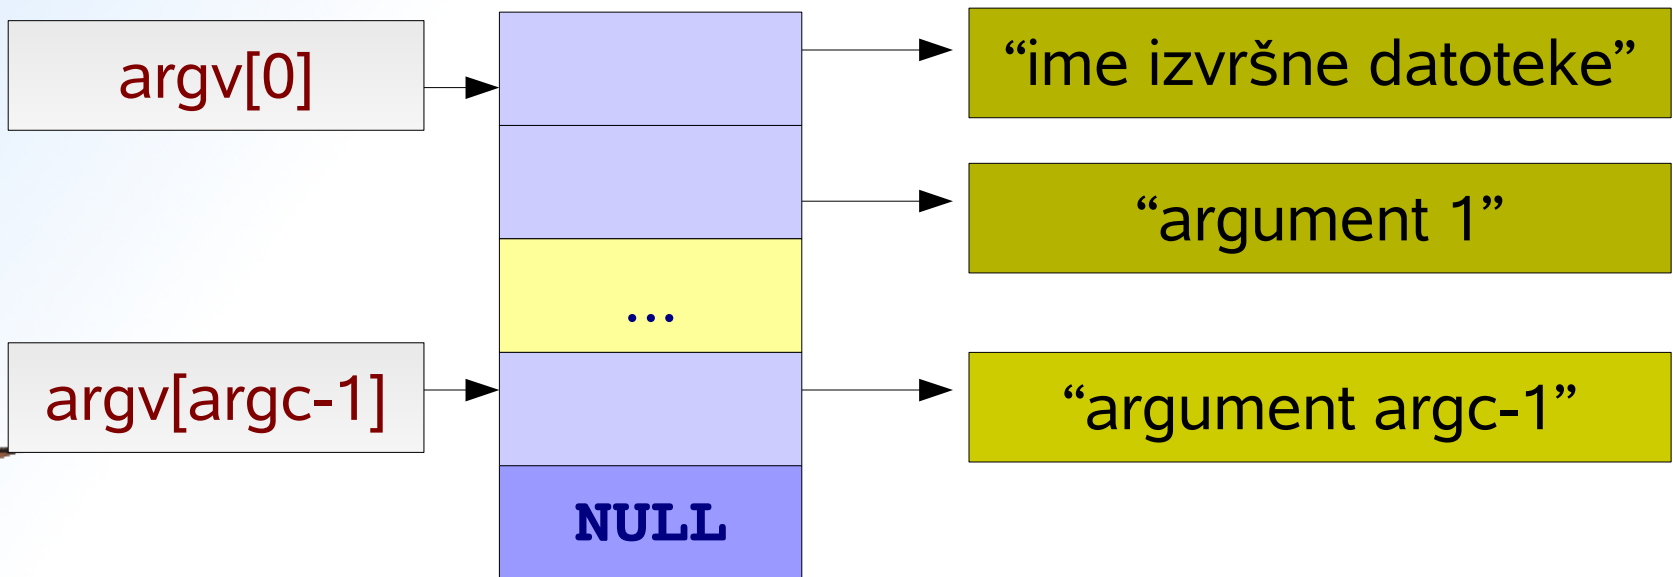 argv[0]
“ime izvršne datoteke”
“argument 1”
...
argv[argc-1]
“argument argc-1”
NULL